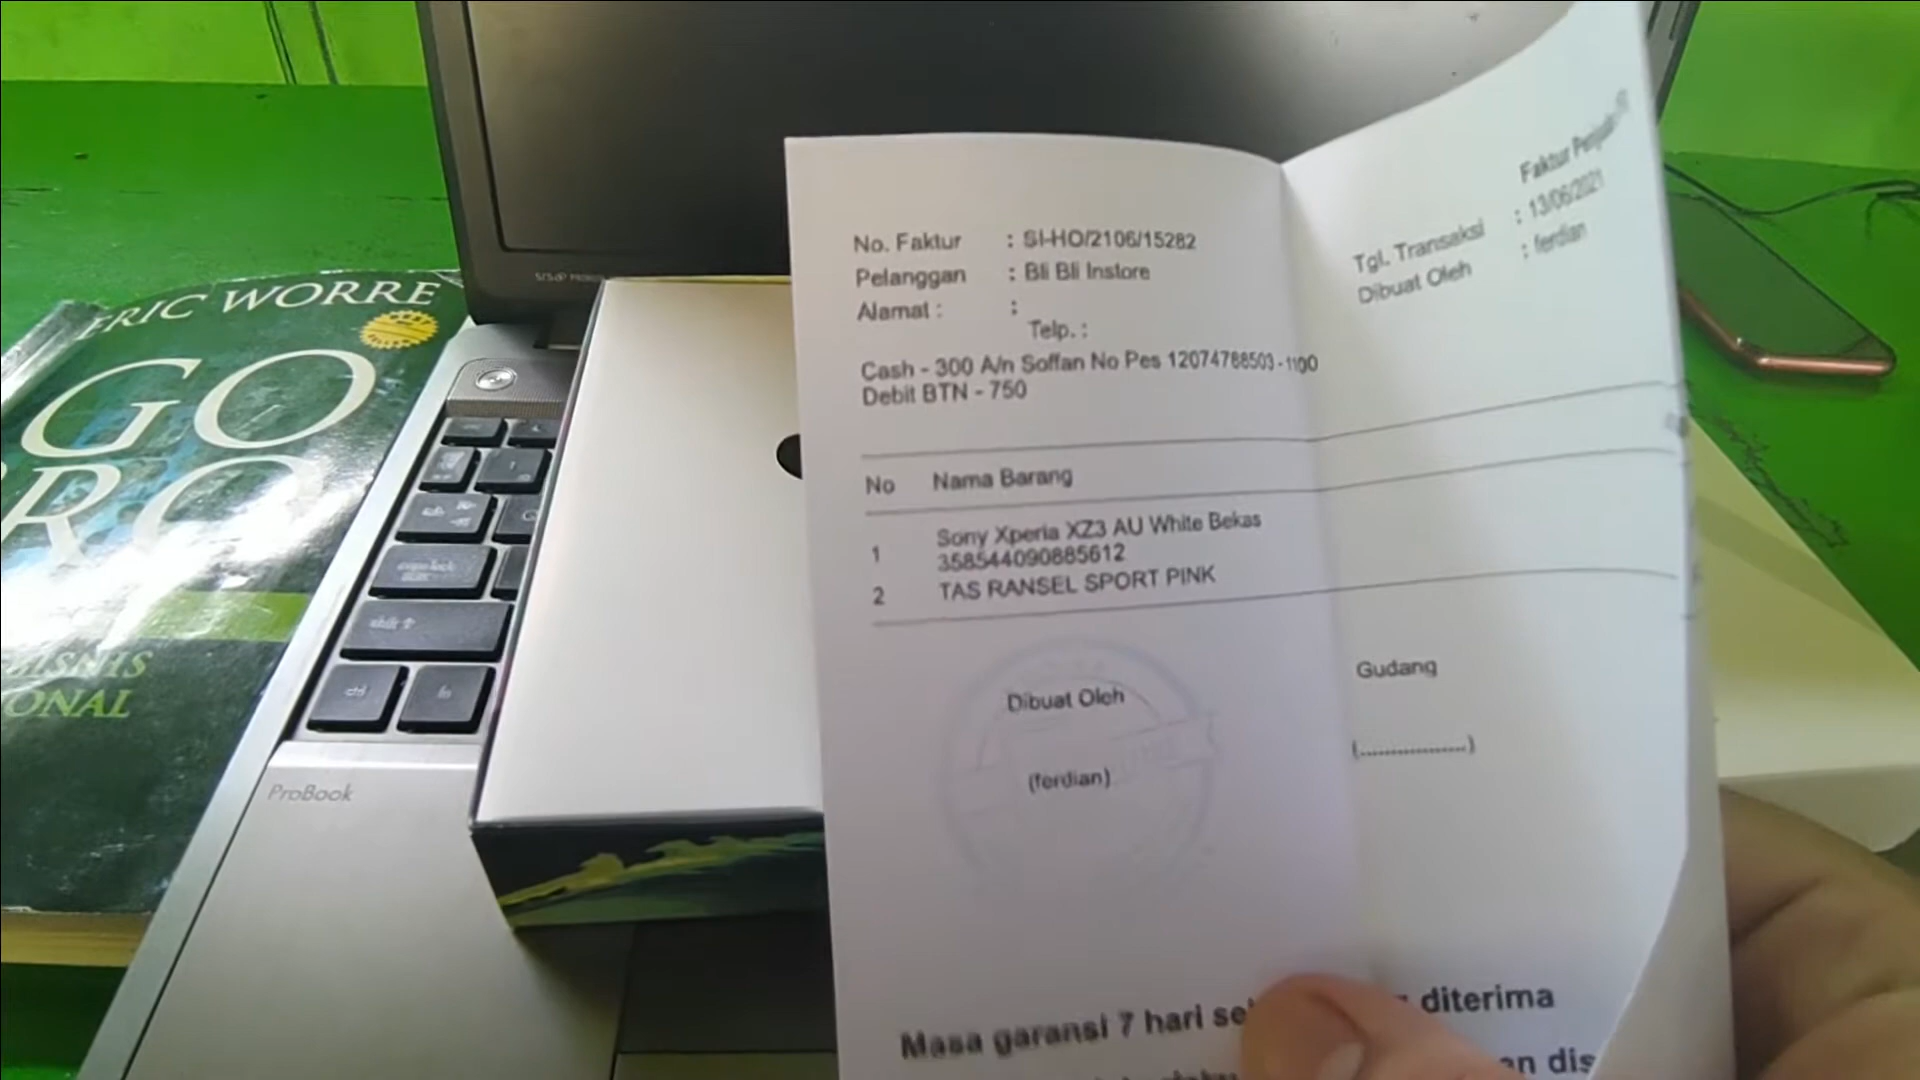 ERIC WORRE
GO
PRO
BISNIS
ONAL
ctrl
fn
shift
ProBook
Faktur
No. Faktur : SI-HO/2106/15282
Tgl. Transaksi : 13/06/2021
Pelanggan : Bli Bli Instore
Dibuat Oleh : ferdian
Alamat : :
Telp. :
Cash - 300 A/n Soffan No Pes 12074788503 - 1100
Debit BTN - 750
No Nama Barang
1 Sony Xperia XZ3 AU White Bekas
358544090885612
2 TAS RANSEL SPORT PINK
Dibuat Oleh
Gudang
(ferdian)
(.................)
Masa garansi 7 hari diterima